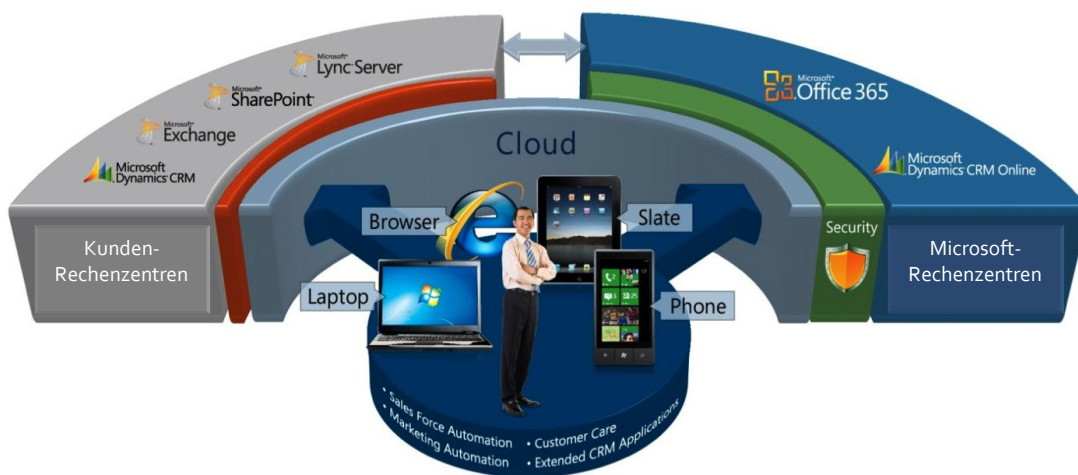 Microsoft®
Lync™ Server
Microsoft®
SharePoint®
Microsoft®
Exchange
Microsoft
Dynamics® CRM
Kunden-
Rechenzentren
Cloud
Browser
Slate
Laptop
Phone
• Sales Force Automation
• Marketing Automation
• Customer Care
• Extended CRM Applications
Microsoft®
Office 365
Microsoft
Dynamics® CRM Online
Security
Microsoft-
Rechenzentren